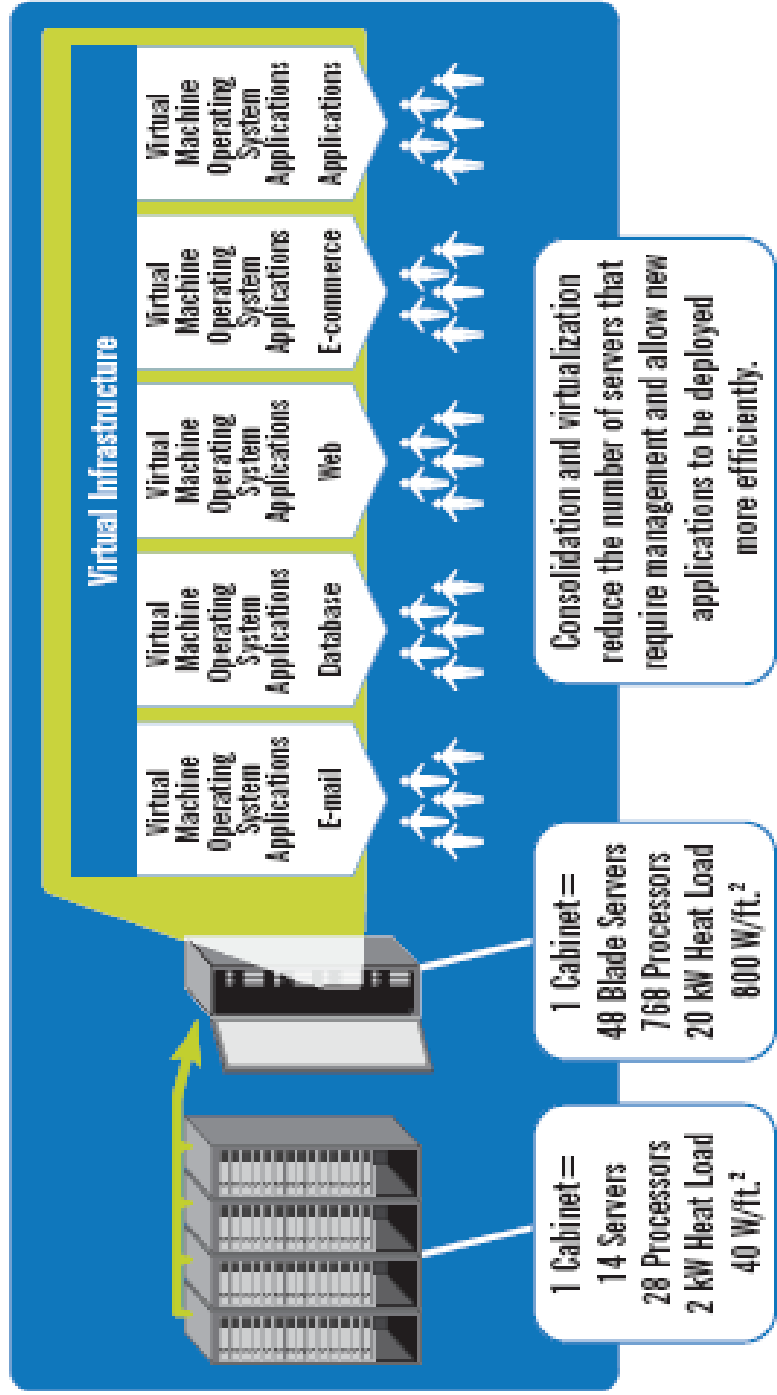 Virtual Infrastructure
Virtual
Machine
Operating
System
Applications
E-mail
Virtual
Machine
Operating
System
Applications
Database
Virtual
Machine
Operating
System
Applications
Web
Virtual
Machine
Operating
System
Applications
E-commerce
Virtual
Machine
Operating
System
Applications
Applications
1 Cabinet=
14 Servers
28 Processors
2 kW Heat Load
40 W/ft.²
1 Cabinet=
48 Blade Servers
768 Processors
20 kW Heat Load
800 W/ft.²
Consolidation and virtualization
reduce the number of servers that
require management and allow new
applications to be deployed
more efficiently.